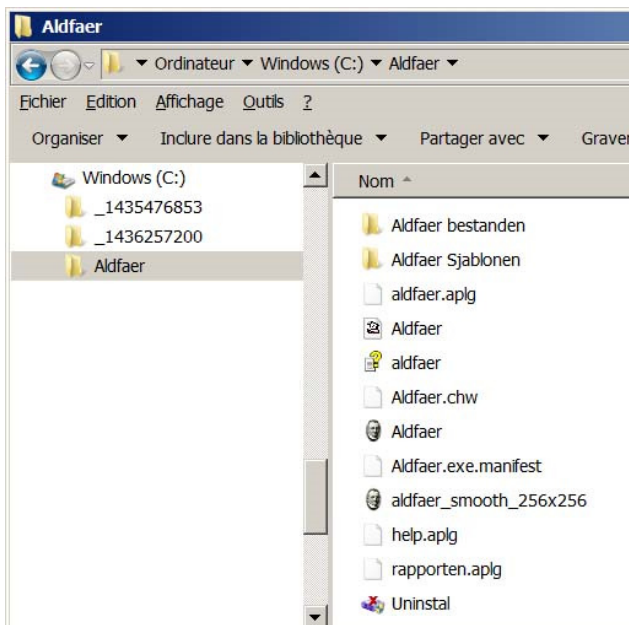 Aldfaer
Ordinateur Windows (C:) Aldfaer
Fichier Edition Affichage Outils ?
Organiser Inclure dans la bibliothèque Partager avec Graver
Windows (C:)
_1435476853
_1436257200
Aldfaer
Nom
Aldfaer bestanden
Aldfaer Sjablonen
aldfaer.aplg
Aldfaer
aldfaer
Aldfaer.chw
Aldfaer
Aldfaer.exe.manifest
aldfaer_smooth_256x256
help.aplg
rapporten.aplg
Uninstal